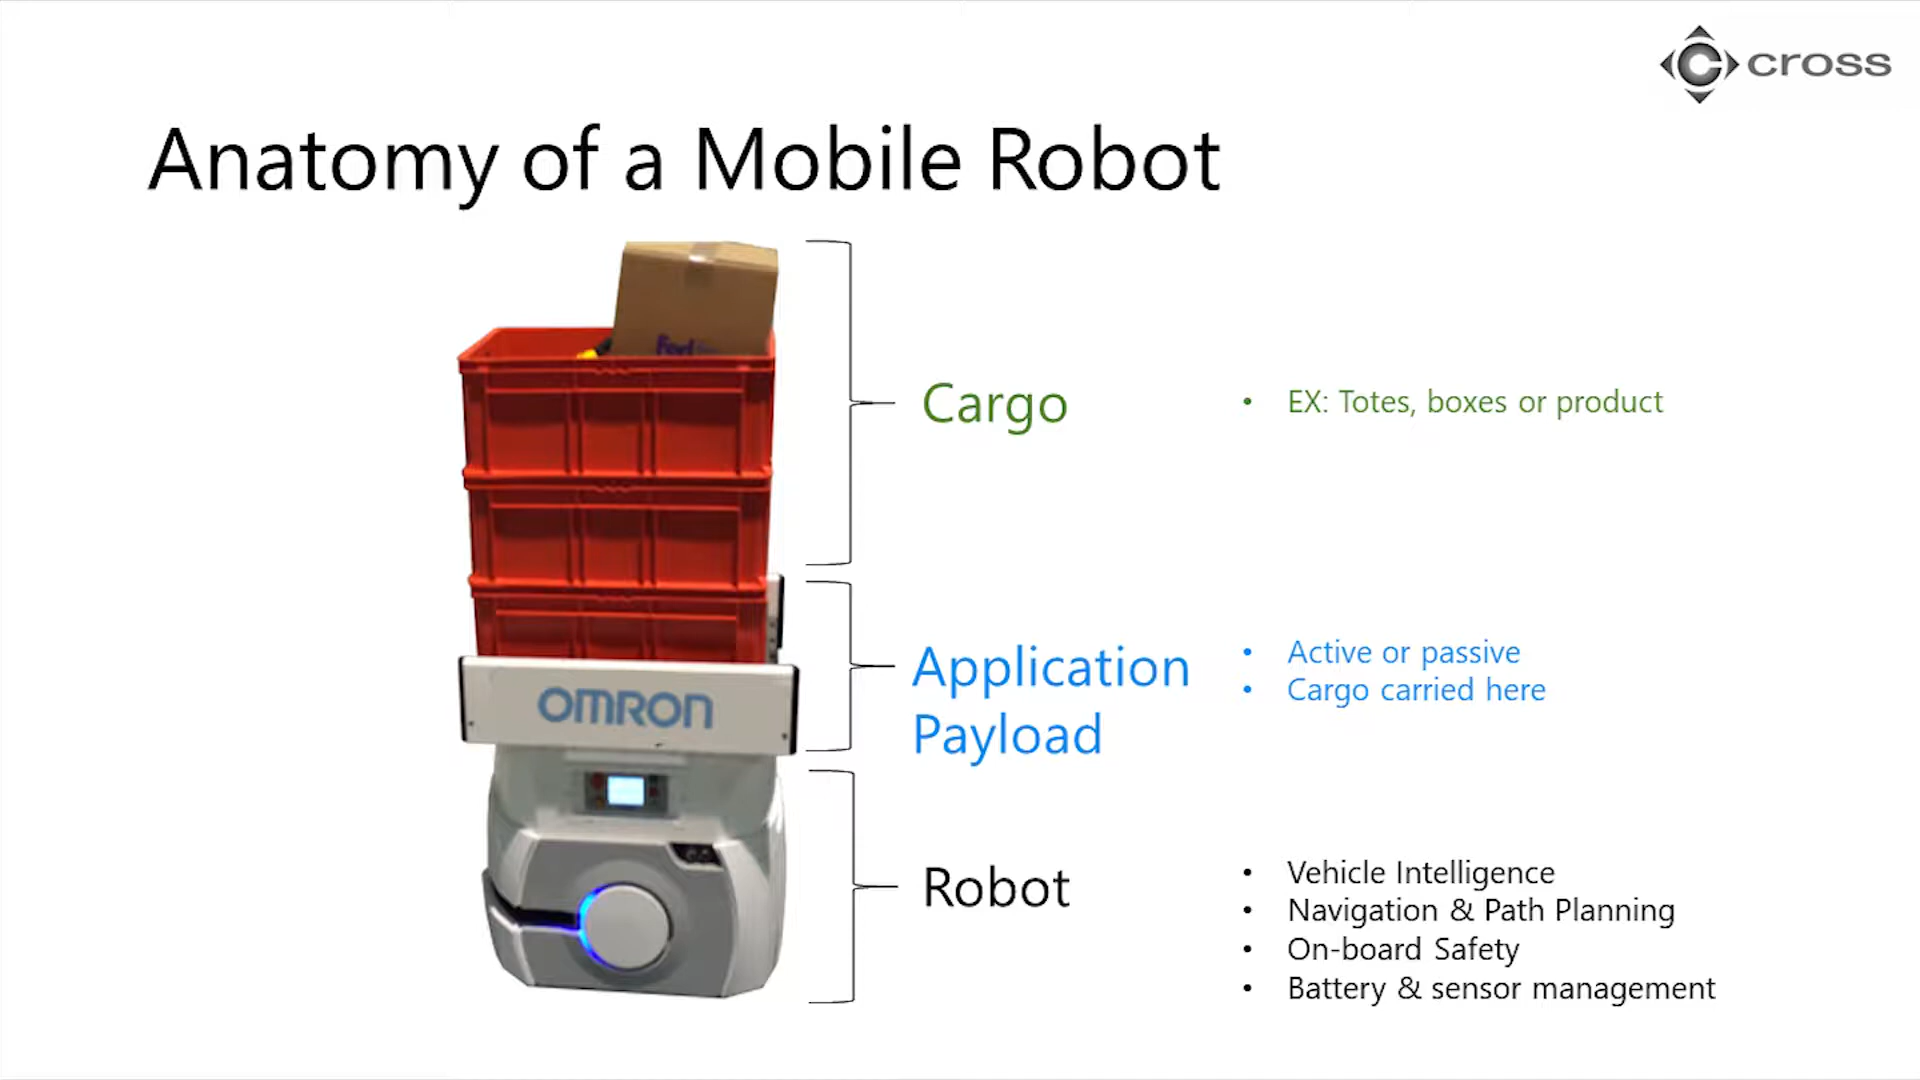 cross
Anatomy of a Mobile Robot
Cargo
• EX: Totes, boxes or product
Application
Payload
• Active or passive
• Cargo carried here
OMRON
Robot
• Vehicle Intelligence
• Navigation & Path Planning
• On-board Safety
• Battery & sensor management